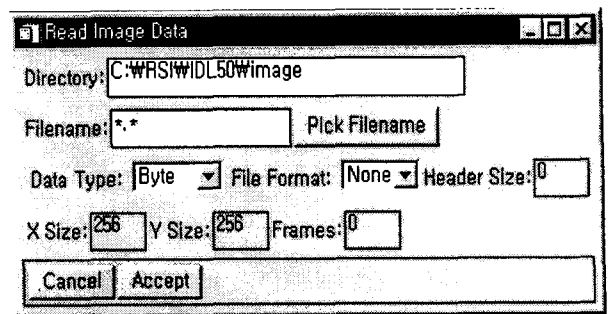 Read Image Data
Directory: C:₩RSI₩IDL50₩image
Filename: *.* Pick Filename
Data Type: Byte File Format: None Header Size: 0
X Size: 256 Y Size: 256 Frames: 0
Cancel Accept